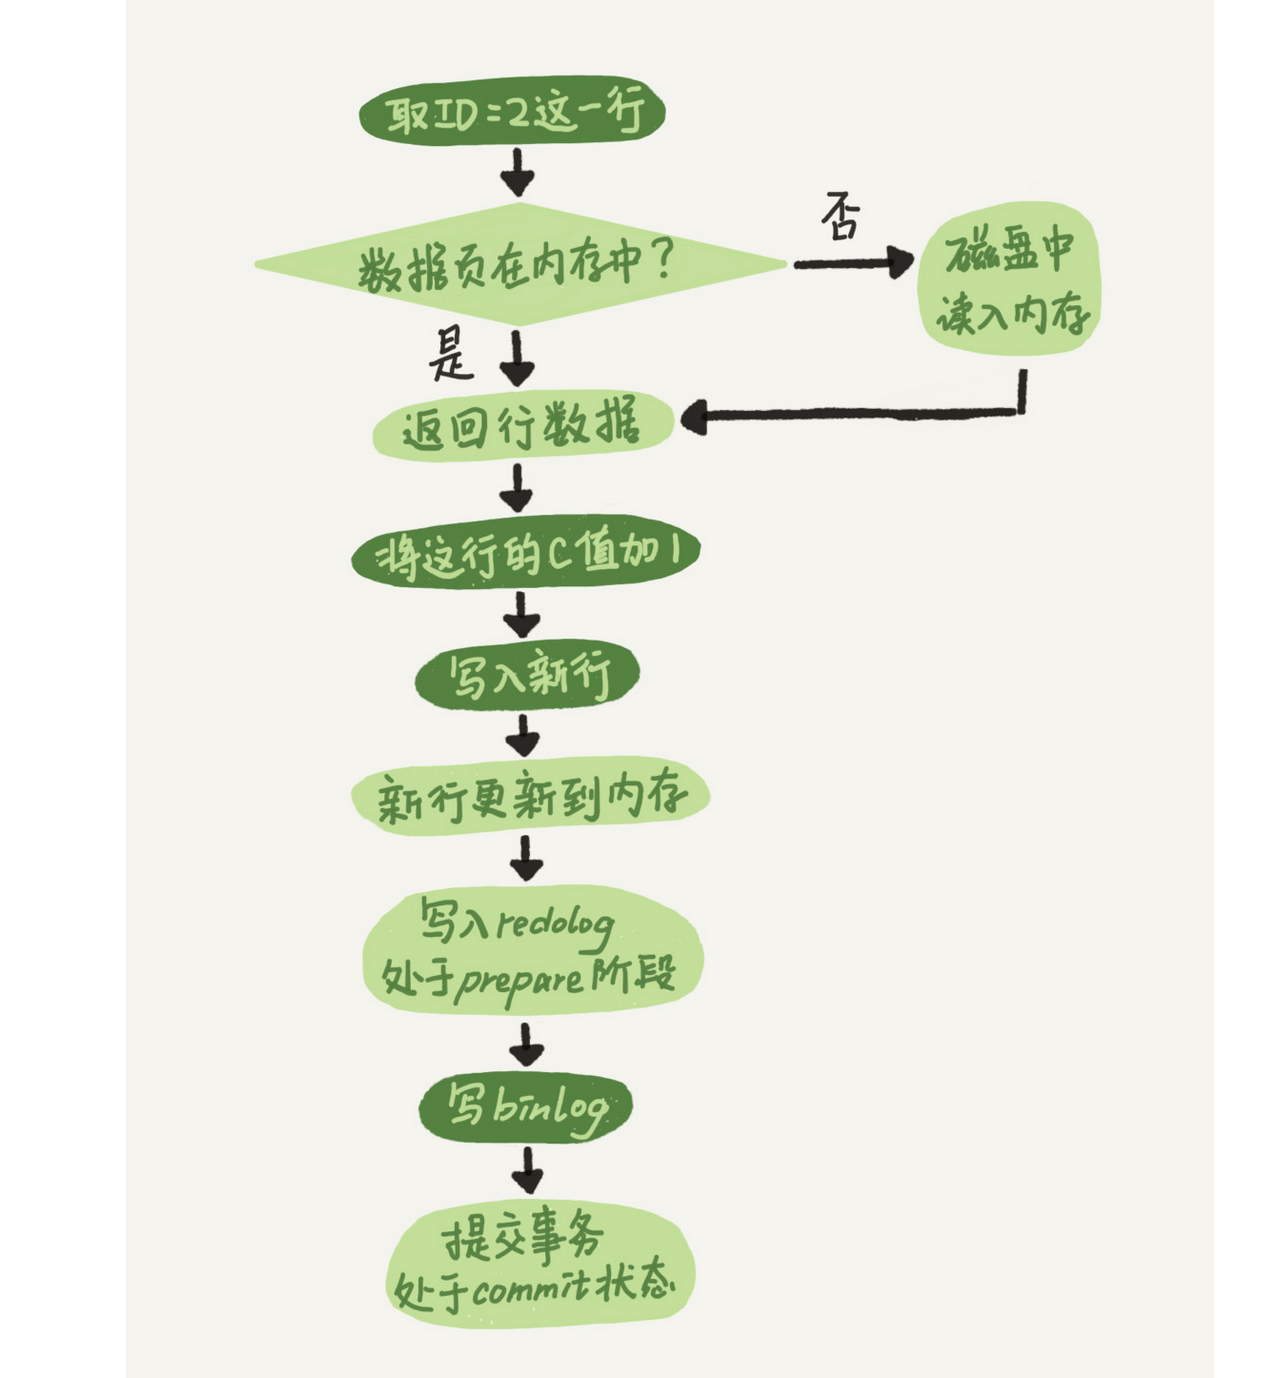 取ID=2这一行
数据页在内存中？
否
磁盘中
读入内存
是
返回行数据
将这行的C值加1
写入新行
新行更新到内存
写入redolog
处于prepare阶段
写binlog
提交事务
处于commit状态